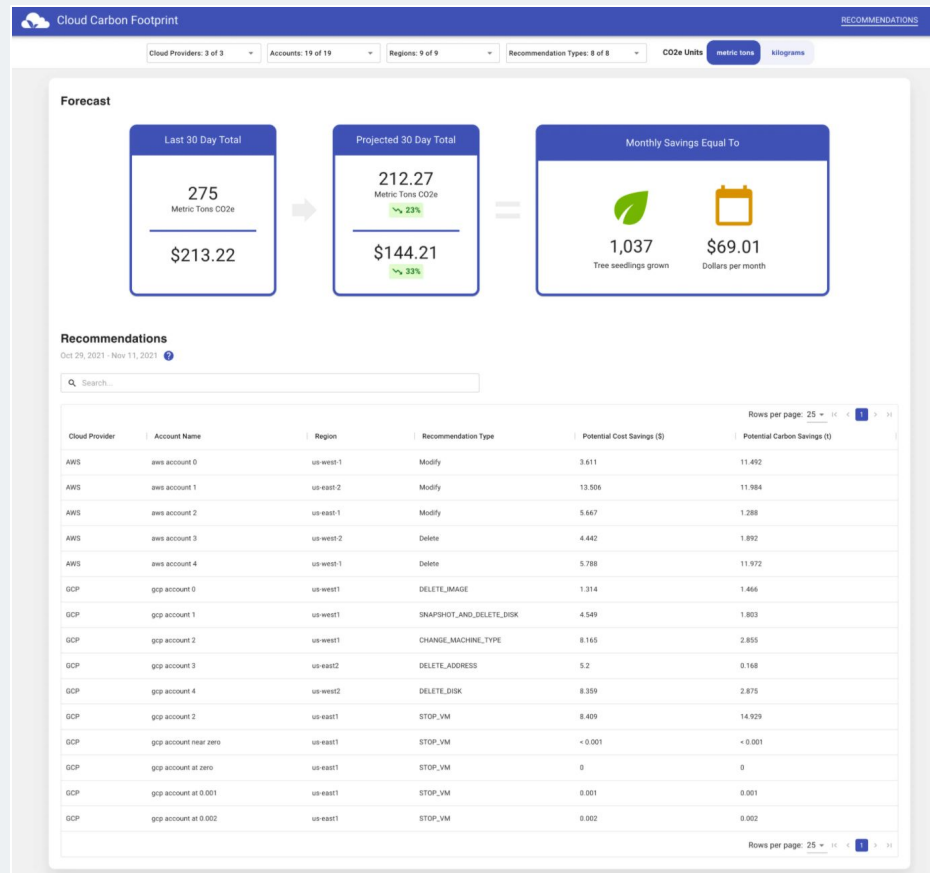 Cloud Carbon Footprint
RECOMMENDATIONS
Cloud Providers: 3 of 3
Accounts: 19 of 19
Regions: 9 of 9
Recommendation Types: 8 of 8
CO2e Units
metric tons
kilograms
Forecast
Last 30 Day Total
275
Metric Tons CO2e
$213.22
Projected 30 Day Total
212.27
Metric Tons CO2e
23%
$144.21
33%
=
Monthly Savings Equal To
1,037
Tree seedlings grown
$69.01
Dollars per month
Recommendations
Oct 29, 2021 - Nov 11, 2021 ?
Search...
Rows per page: 25 1
Cloud Provider Account Name Region Recommendation Type Potential Cost Savings ($) Potential Carbon Savings (t)
AWS aws account 0 us-west-1 Modify 3.611 11.492
AWS aws account 1 us-east-2 Modify 13.506 11.984
AWS aws account 2 us-east-1 Modify 5.667 1.288
AWS aws account 3 us-west-2 Delete 4.442 1.892
AWS aws account 4 us-west-1 Delete 5.788 11.972
GCP gcp account 0 us-west1 DELETE_IMAGE 1.314 1.466
GCP gcp account 1 us-west1 SNAPSHOT_AND_DELETE_DISK 4.549 1.803
GCP gcp account 2 us-west1 CHANGE_MACHINE_TYPE 8.165 2.855
GCP gcp account 3 us-east2 DELETE_ADDRESS 5.2 0.168
GCP gcp account 4 us-west2 DELETE_DISK 8.359 2.875
GCP gcp account 2 us-east1 STOP_VM 8.409 14.929
GCP gcp account near zero us-east1 STOP_VM < 0.001 < 0.001
GCP gcp account at zero us-east1 STOP_VM 0 0
GCP gcp account at 0.001 us-east1 STOP_VM 0.001 0.001
GCP gcp account at 0.002 us-east1 STOP_VM 0.002 0.002
Rows per page: 25 1